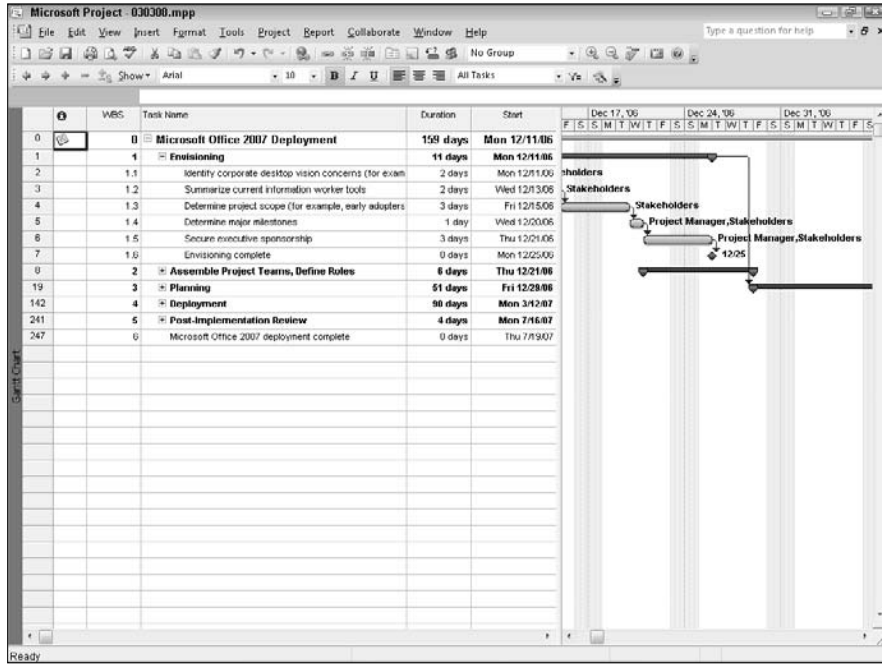 Microsoft Project - 030300.mpp
File Edit View Insert Format Tools Project Report Collaborate Window Help
Type a question for help
No Group
Show Arial 10 B I U All Tasks
WBS Task Name Duration Start Dec 17, '06 Dec 24, '06 Dec 31, '06
F S S M T W T F S S M T W T F S S M T W T F S
0 0 Microsoft Office 2007 Deployment 159 days Mon 12/11/06
1 1 Envisioning 11 days Mon 12/11/06
2 1.1 Identify corporate desktop vision concerns (for exam 2 days Mon 12/11/06 eholders
3 1.2 Summarize current information worker tools 2 days Wed 12/13/06 Stakeholders
4 1.3 Determine project scope (for example, early adopters 3 days Fri 12/15/06 Stakeholders
5 1.4 Determine major milestones 1 day Wed 12/20/06 Project Manager,Stakeholders
6 1.5 Secure executive sponsorship 3 days Thu 12/21/06 Project Manager,Stakeholders
7 1.6 Envisioning complete 0 days Mon 12/25/06 12/25
8 2 Assemble Project Teams, Define Roles 6 days Thu 12/21/06
19 3 Planning 51 days Fri 12/29/06
142 4 Deployment 90 days Mon 3/12/07
241 5 Post-Implementation Review 4 days Mon 7/16/07
247 6 Microsoft Office 2007 deployment complete 0 days Thu 7/19/07
Gantt Chart
Ready